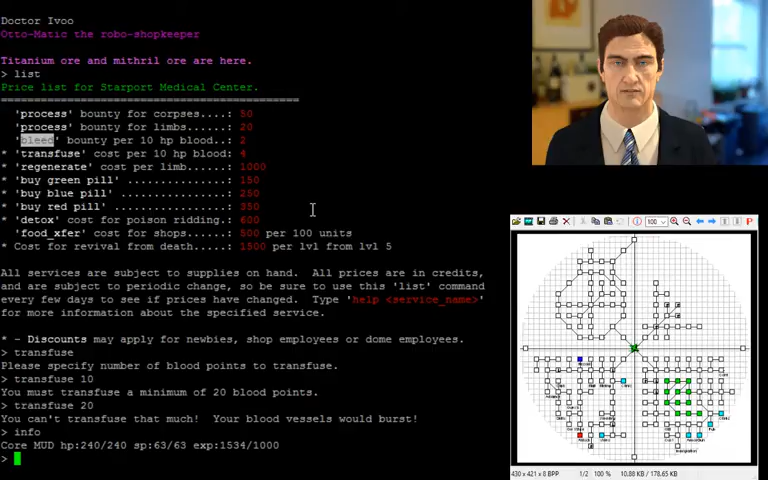 Doctor Ivoo
Otto-Matic the robo-shopkeeper
Titanium ore and mithril ore are here.
> list
Price list for Starport Medical Center.
===========================================
'process' bounty for corpses....: 50
'process' bounty for limbs......: 20
'bleed' bounty per 10 hp blood..: 2
* 'transfuse' cost per 10 hp blood: 4
* 'regenerate' cost per limb......: 1000
* 'buy green pill' ...............: 150
* 'buy blue pill' ................: 250
* 'buy red pill' .................: 350
* 'detox' cost for poison ridding.: 600
'food_xfer' cost for shops......: 500 per 100 units
* Cost for revival from death.....: 1500 per lvl from lvl 5
All services are subject to supplies on hand.  All prices are in credits,
and are subject to periodic change, so be sure to use this 'list' command
every few days to see if prices have changed.  Type 'help <service_name>'
for more information about the specified service.
* - Discounts may apply for newbies, shop employees or dome employees.
> transfuse
Please specify number of blood points to transfuse.
> transfuse 10
You must transfuse a minimum of 20 blood points.
> transfuse 20
You can't transfuse that much!  Your blood vessels would burst!
> info
Core MUD hp:240/240 sp:63/63 exp:1534/1000
>
100
430 x 421 x 8 BPP 1/2 100 % 10.88 KB / 178.65 KB